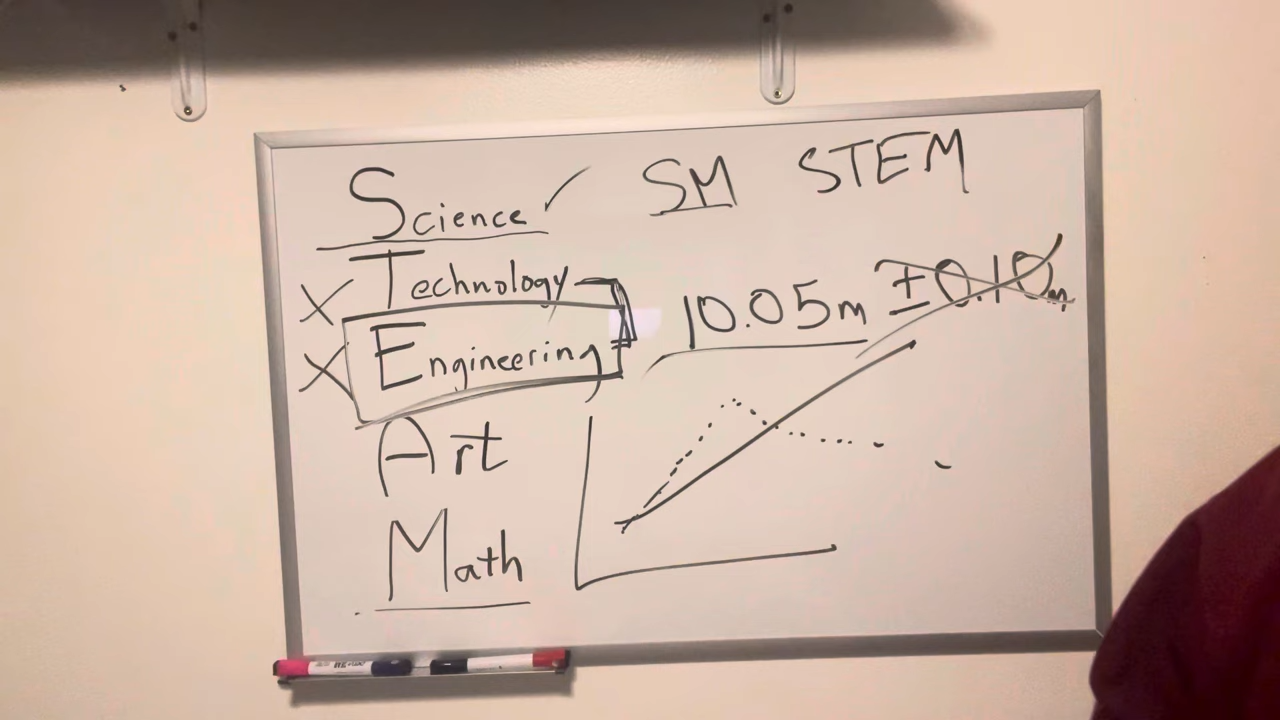 Science ✓ SM STEM
X Technology
10.05m ±0.10m
X Engineering
Art
Math